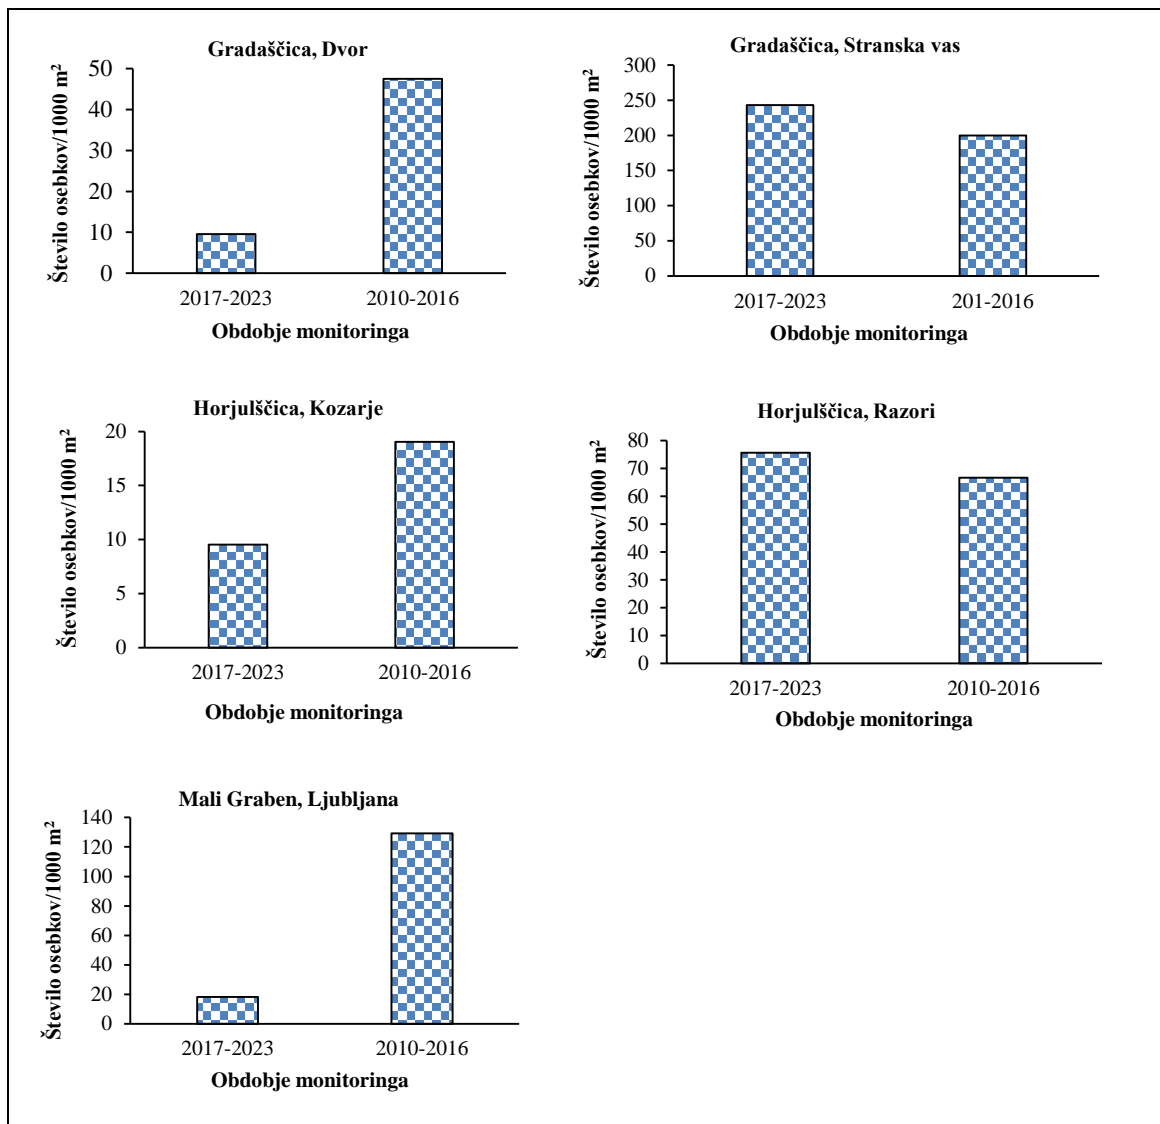 Gradaščica, Dvor
Število osebkov/1000 m²
50
40
30
20
10
0
2017-2023 2010-2016
Obdobje monitoringa
Gradaščica, Stranska vas
Število osebkov/1000 m²
300
250
200
150
100
50
0
2017-2023 201-2016
Obdobje monitoringa
Horjulščica, Kozarje
Število osebkov/1000 m²
20
15
10
5
0
2017-2023 2010-2016
Obdobje monitoringa
Horjulščica, Razori
Število osebkov/1000 m²
80
70
60
50
40
30
20
10
0
2017-2023 2010-2016
Obdobje monitoringa
Mali Graben, Ljubljana
Število osebkov/1000 m²
140
120
100
80
60
40
20
0
2017-2023 2010-2016
Obdobje monitoringa